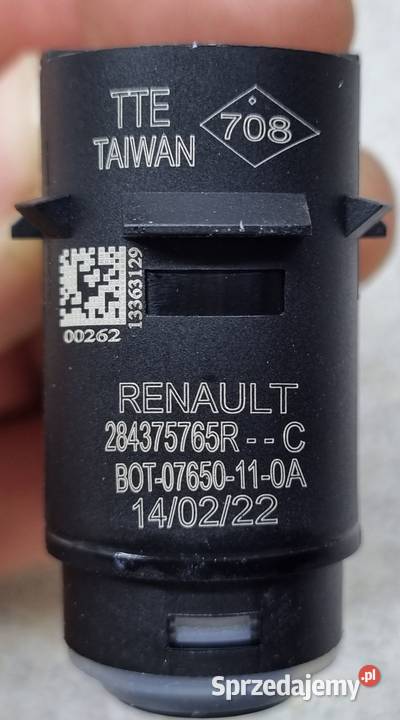 TTE
TAIWAN
708
13363129
00262
RENAULT
284375765R -- C
BOT-07650-11-0A
14/02/22
Sprzedajemy.pl